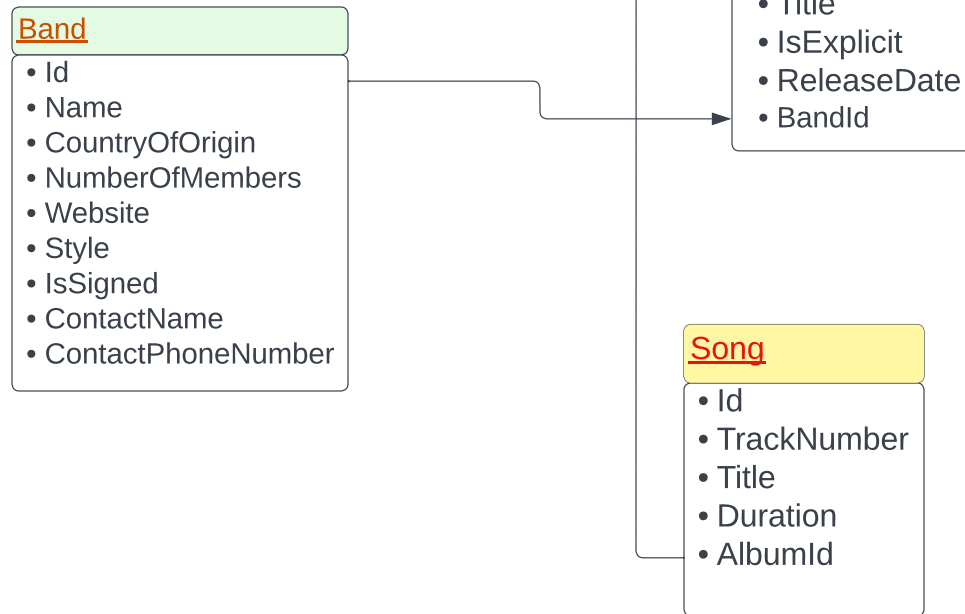 Band
• Id
• Name
• CountryOfOrigin
• NumberOfMembers
• Website
• Style
• IsSigned
• ContactName
• ContactPhoneNumber
• Title
• IsExplicit
• ReleaseDate
• BandId
Song
• Id
• TrackNumber
• Title
• Duration
• AlbumId